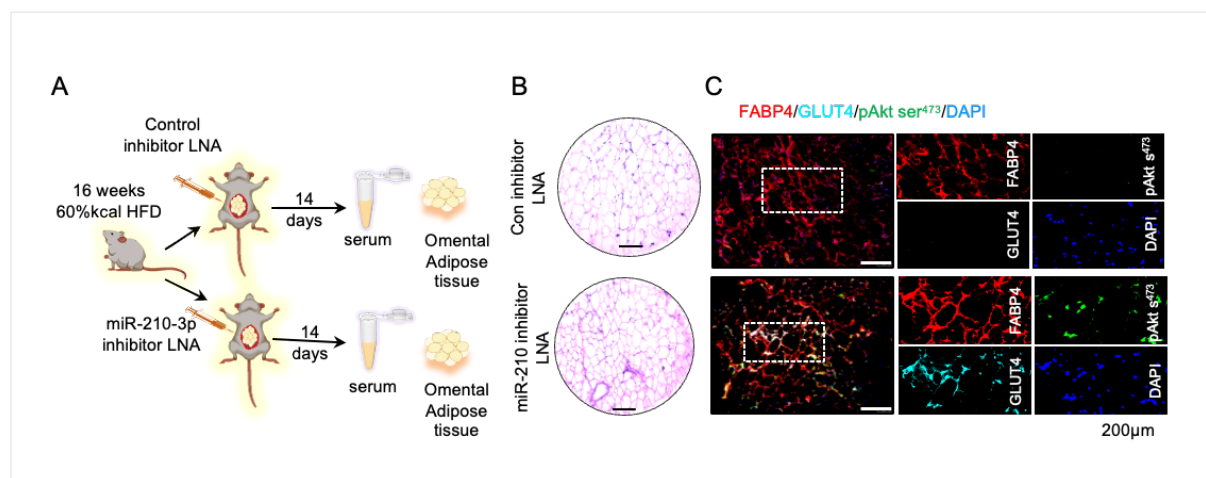 A
Control
inhibitor LNA
16 weeks
60%kcal HFD
14
days
serum
Omental
Adipose
tissue
miR-210-3p
inhibitor LNA
14
days
serum
Omental
Adipose
tissue
B
Con inhibitor
LNA
miR-210 inhibitor
LNA
C
FABP4/GLUT4/pAkt ser⁴⁷³/DAPI
FABP4
pAkt s⁴⁷³
GLUT4
DAPI
FABP4
pAkt s⁴⁷³
GLUT4
DAPI
200µm